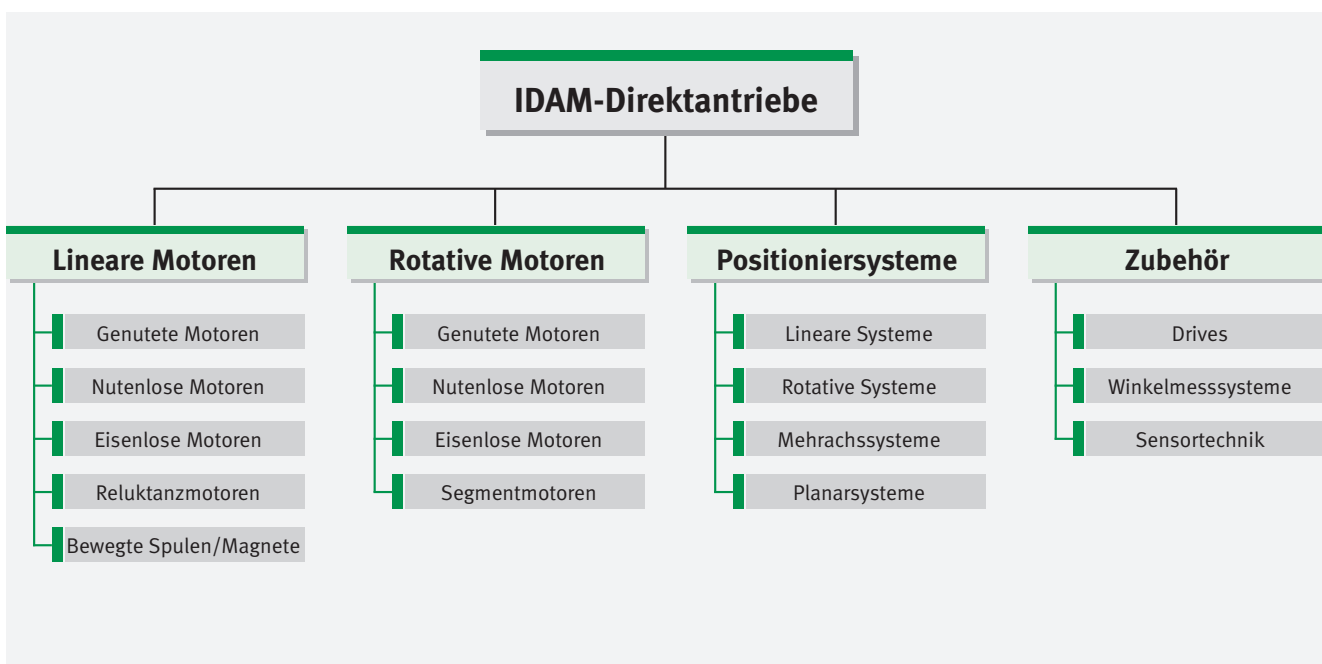 IDAM-Direktantriebe
Lineare Motoren
Genutete Motoren
Nutenlose Motoren
Eisenlose Motoren
Reluktanzmotoren
Bewegte Spulen/Magnete
Rotative Motoren
Genutete Motoren
Nutenlose Motoren
Eisenlose Motoren
Segmentmotoren
Positioniersysteme
Lineare Systeme
Rotative Systeme
Mehrachssysteme
Planarsysteme
Zubehör
Drives
Winkelmesssysteme
Sensortechnik